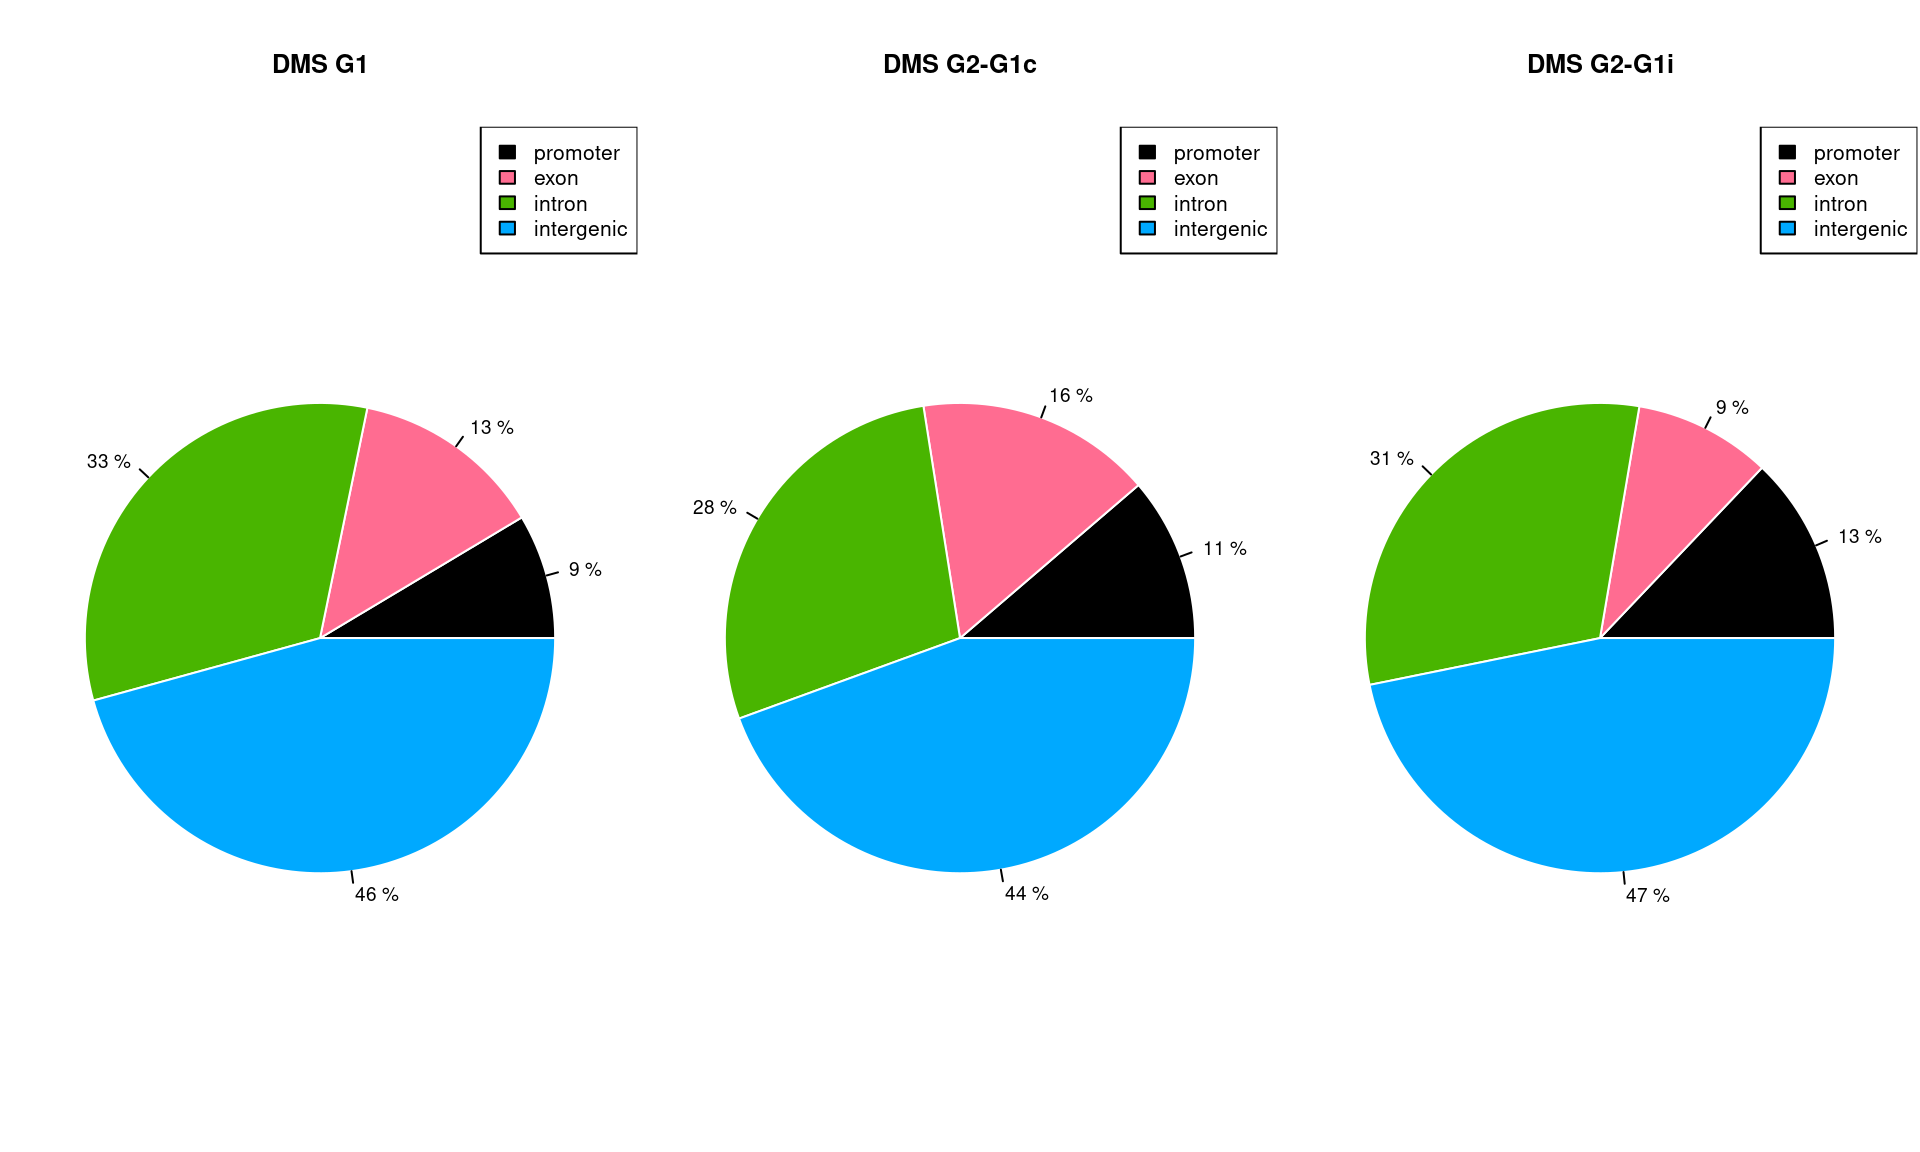 DMS G1
promoter
exon
intron
intergenic
13 %
33 %
9 %
46 %
DMS G2-G1c
promoter
exon
intron
intergenic
16 %
28 %
11 %
44 %
DMS G2-G1i
promoter
exon
intron
intergenic
9 %
31 %
13 %
47 %